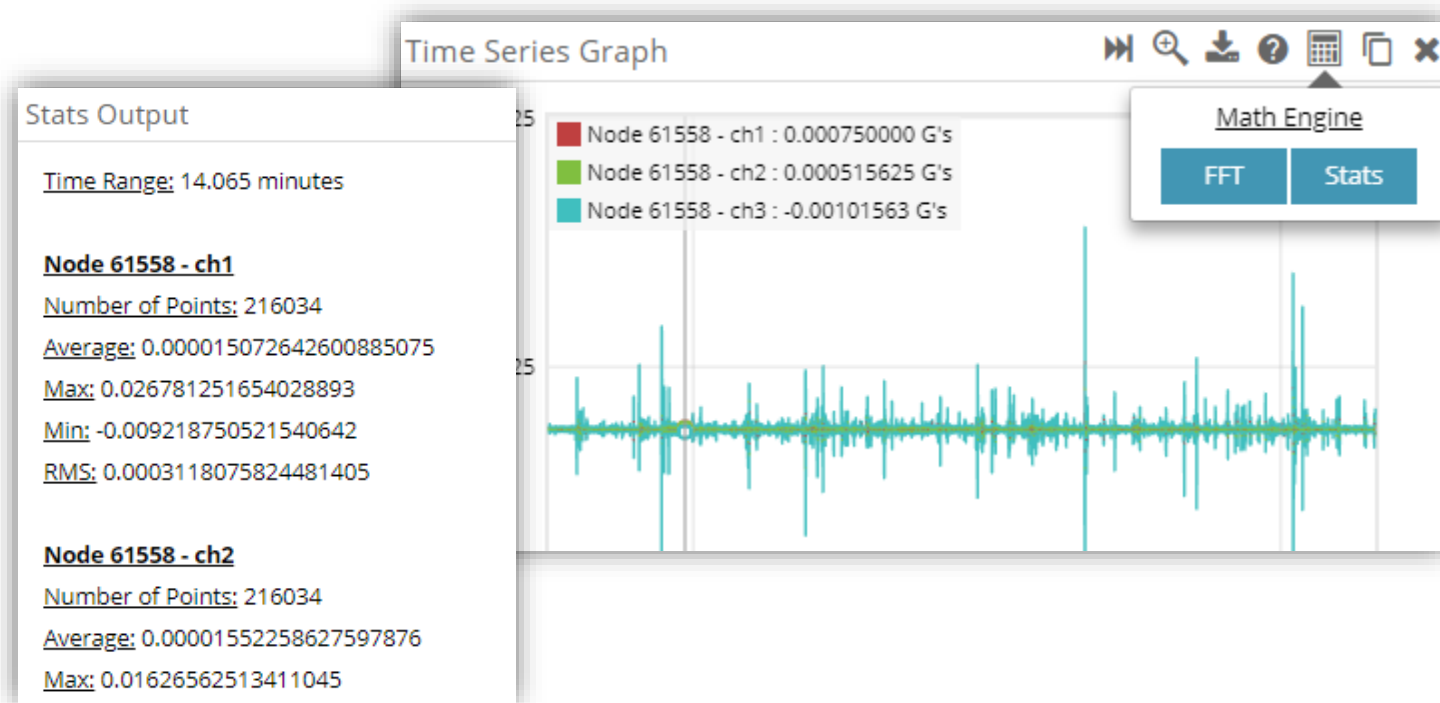 Time Series Graph
Math Engine
FFT
Stats
25
Node 61558 - ch1 : 0.000750000 G's
Node 61558 - ch2 : 0.000515625 G's
Node 61558 - ch3 : -0.00101563 G's
25
Stats Output
Time Range: 14.065 minutes
Node 61558 - ch1
Number of Points: 216034
Average: 0.000015072642600885075
Max: 0.026781251654028893
Min: -0.009218750521540642
RMS: 0.0003118075824481405
Node 61558 - ch2
Number of Points: 216034
Average: 0.00001552258627597876
Max: 0.01626562513411045